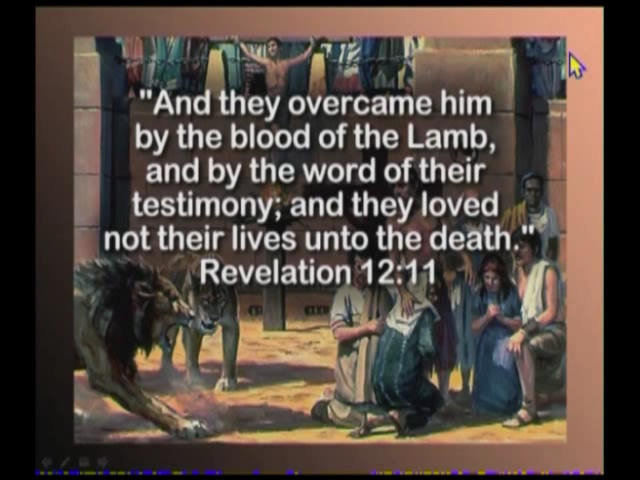 "And they overcame him
by the blood of the Lamb,
and by the word of their
testimony; and they loved
not their lives unto the death."
Revelation 12:11